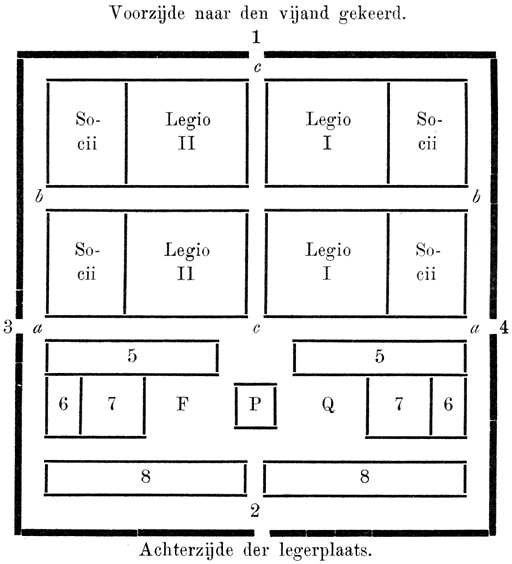 Voorzijde naar den vijand gekeerd.
1
c
So- Legio Legio So-
cii II I cii
b b
So- Legio Legio So-
cii II I cii
3 a c a 4
5 5
6 7 F P Q 7 6
8 8
2
Achterzijde der legerplaats.